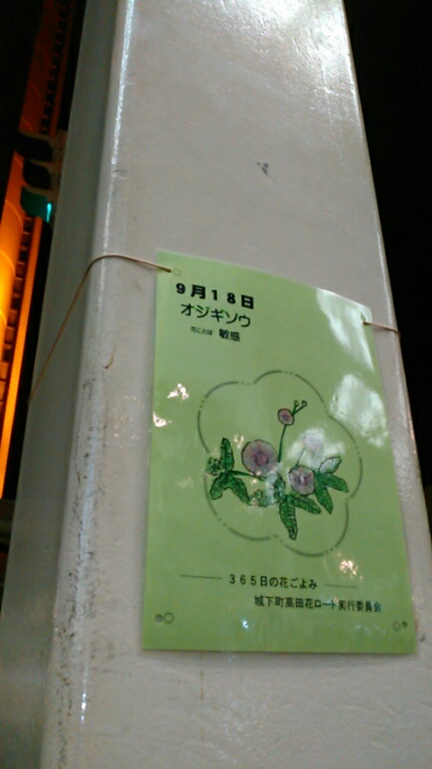 9月18日
オジギソウ
花ことば 敏感
365日の花ごよみ
城下町高田花ロード実行委員会